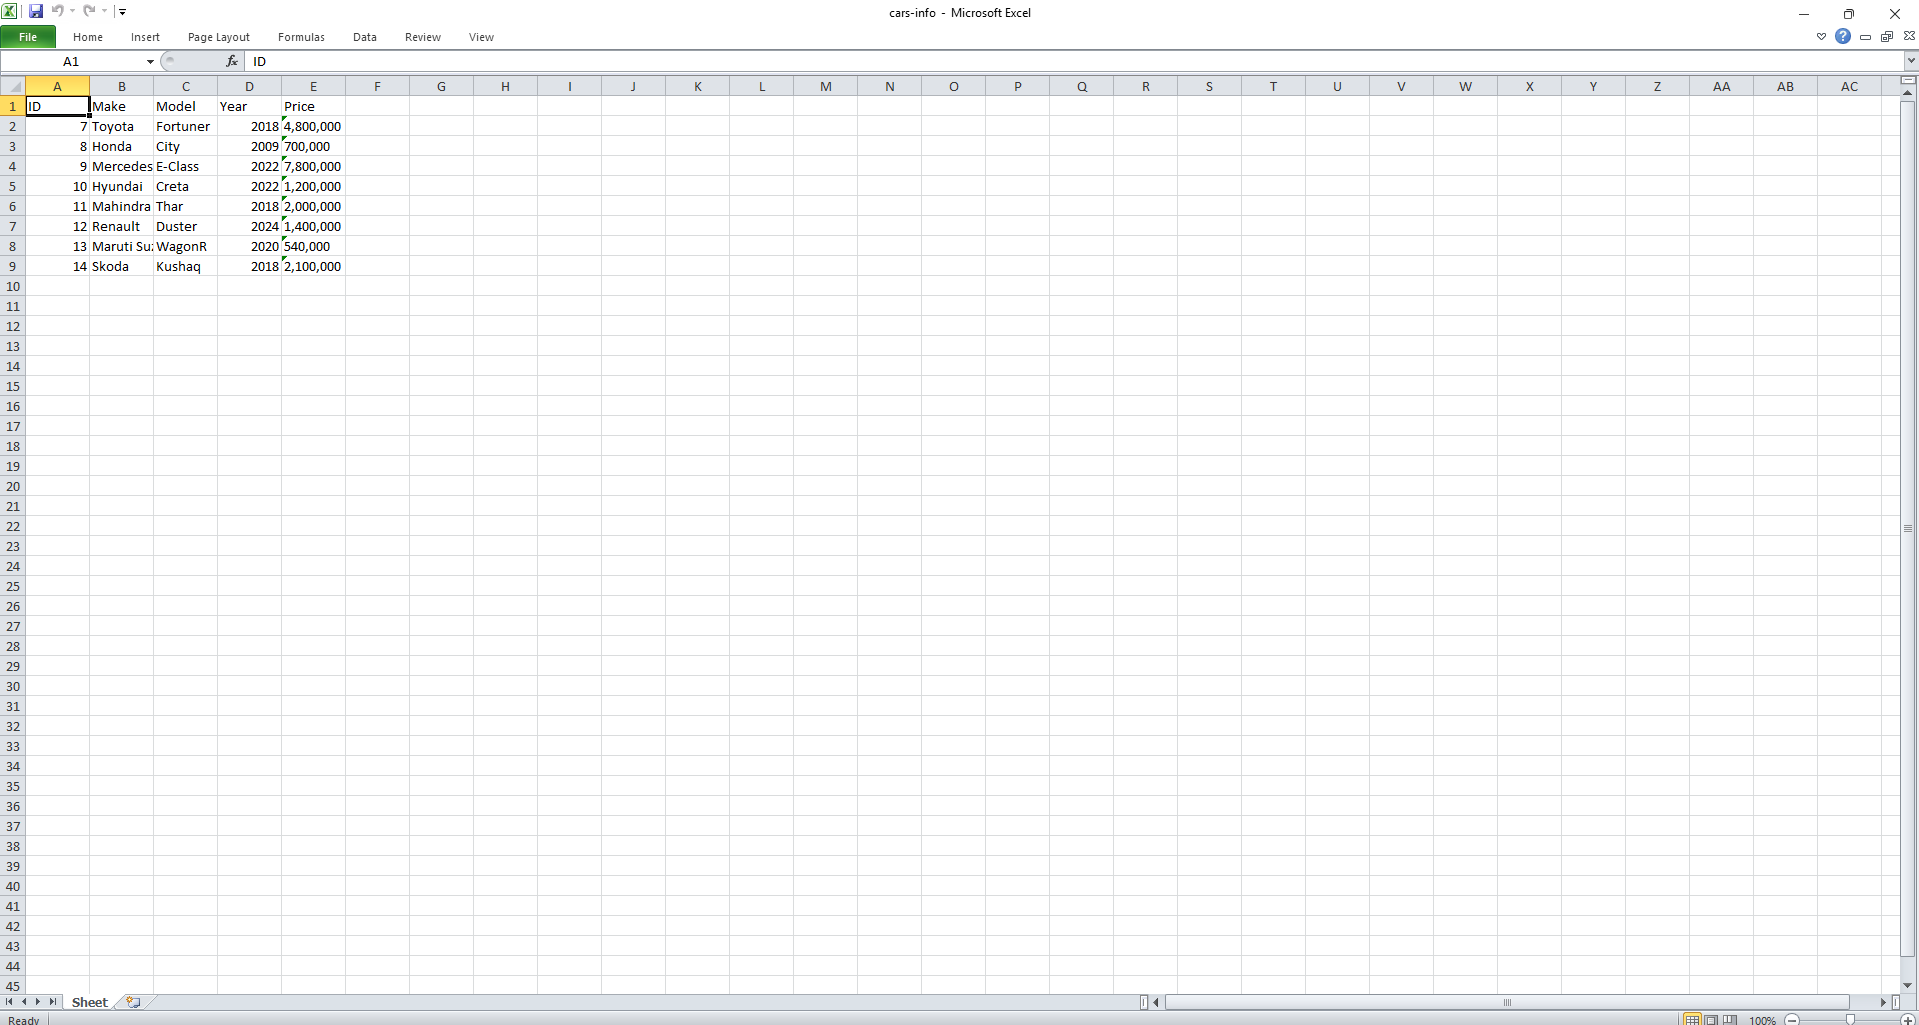 cars-info - Microsoft Excel
File Home Insert Page Layout Formulas Data Review View
A1 fx ID
A B C D E F G H I J K L M N O P Q R S T U V W X Y Z AA AB AC
1 ID Make Model Year Price
2 7 Toyota Fortuner 2018 4,800,000
3 8 Honda City 2009 700,000
4 9 Mercedes E-Class 2022 7,800,000
5 10 Hyundai Creta 2022 1,200,000
6 11 Mahindra Thar 2018 2,000,000
7 12 Renault Duster 2024 1,400,000
8 13 Maruti Su WagonR 2020 540,000
9 14 Skoda Kushaq 2018 2,100,000
10
11
12
13
14
15
16
17
18
19
20
21
22
23
24
25
26
27
28
29
30
31
32
33
34
35
36
37
38
39
40
41
42
43
44
45
Sheet
Ready 100%